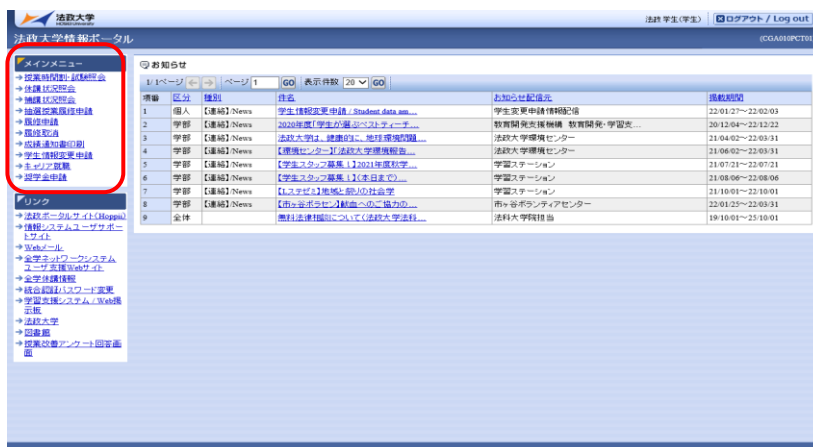 法政大学
HOSEI University
法政 学生(学生)
ログアウト / Log out
法政大学情報ポータル
(CGA010PCT01
メインメニュー
授業時間割・試験照会
休講状況照会
補講状況照会
抽選授業履修申請
履修申請
履修取消
成績通知書印刷
学生情報変更申請
キャリア就職
奨学金申請
リンク
法政ポータルサイト(Hoppii)
情報システムユーザサポー
トサイト
Webメール
全学ネットワークシステム
ユーザ支援Webサイト
全学休講情報
統合認証パスワード変更
学習支援システム / Web掲
示板
法政大学
図書館
授業改善アンケート回答画
面
お知らせ
1/ 1ページ ページ 1 GO 表示件数 20 GO
項番 区分 種別 件名 お知らせ配信元 掲載期間
1 個人 【連絡】/News 学生情報変更申請 / Student data am... 学生変更申請情報配信 22/01/27～22/02/03
2 学部 【連絡】/News 2020年度「学生が選ぶベストティーチ... 教育開発支援機構 教育開発・学習支... 20/12/04～22/12/22
3 学部 【連絡】/News 法政大学は、健康的に、地球環境問題... 法政大学環境センター 21/04/02～22/03/31
4 学部 【連絡】/News 【環境センター】「法政大学環境報告... 法政大学環境センター 21/06/02～22/03/31
5 学部 【連絡】/News 【学生スタッフ募集!】2021年度秋学... 学習ステーション 21/07/21～22/07/21
6 学部 【連絡】/News 【学生スタッフ募集!】(本日まで)... 学習ステーション 21/08/06～22/08/06
7 学部 【連絡】/News 【Lステゼミ】地域と祭りの社会学 学習ステーション 21/10/01～22/10/01
8 学部 【連絡】/News 【市ヶ谷ボラセン】献血へのご協力の... 市ヶ谷ボランティアセンター 22/01/25～22/03/31
9 全体 無料法律相談について(法政大学法科... 法科大学院担当 19/10/01～25/10/01